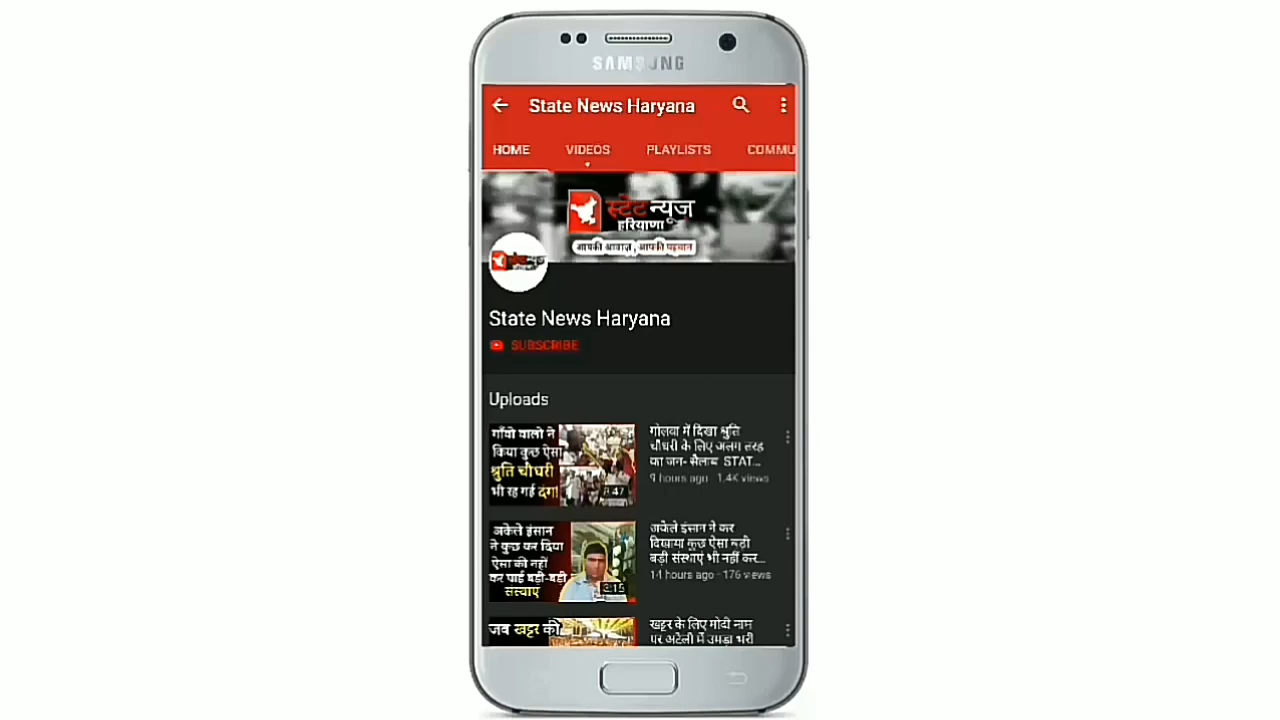 SAMSUNG
State News Haryana
HOME VIDEOS PLAYLISTS COMMU
स्टेट न्यूज
हरियाणा
आपकी आवाज़, आपकी पहचान
State News Haryana
SUBSCRIBE
Uploads
गाँवो वालो ने
किया कुछ ऐसा
श्रुति चौधरी
भी रह गई दंग!
8:47
गोलवा में दिखा श्रुति
चौधरी के लिए अलग तरह
का जन- सैलाब STAT...
9 hours ago · 1.4K views
अकेले इंसान
ने कुछ कर दिया
ऐसा की नहीं
कर पाई बड़ी-बड़ी
संस्थाएं
3:15
अकेले इंसान ने कर
दिखाया कुछ ऐसा बड़ी
बड़ी संस्थाएं भी नहीं कर...
14 hours ago · 176 views
जब खट्टर की
खट्टर के लिए मोदी नाम
पर अटेली में उमड़ा भरी